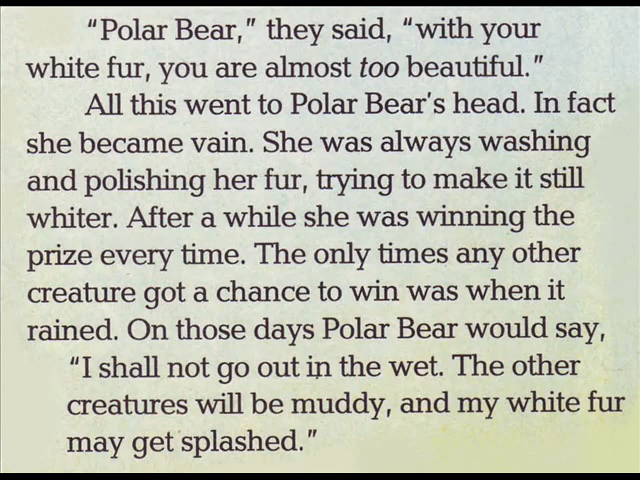 “Polar Bear,” they said, “with your
white fur, you are almost too beautiful.”
All this went to Polar Bear’s head. In fact
she became vain. She was always washing
and polishing her fur, trying to make it still
whiter. After a while she was winning the
prize every time. The only times any other
creature got a chance to win was when it
rained. On those days Polar Bear would say,
“I shall not go out in the wet. The other
creatures will be muddy, and my white fur
may get splashed.”